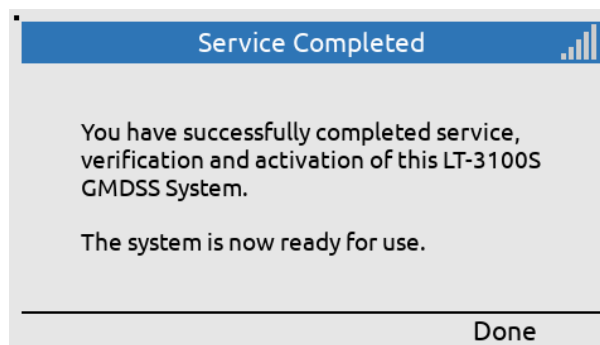 Service Completed
You have successfully completed service,
verification and activation of this LT-3100S
GMDSS System.
The system is now ready for use.
Done